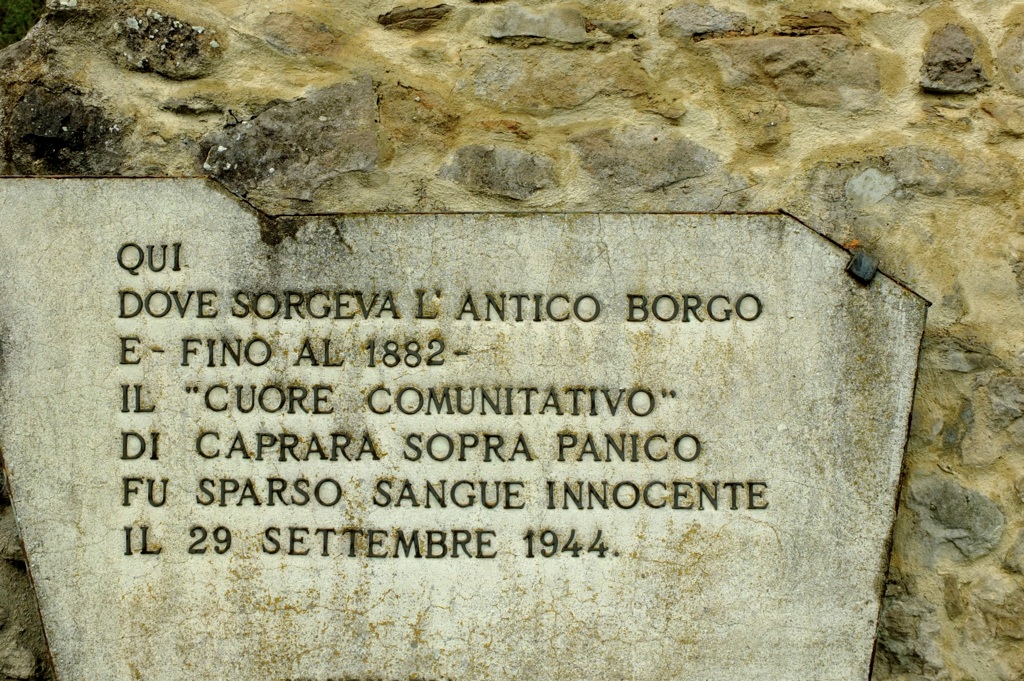 QUI
DOVE SORGEVA L' ANTICO BORGO
E - FINO AL 1882 -
IL "CUORE COMUNITATIVO"
DI CAPRARA SOPRA PANICO
FU SPARSO SANGUE INNOCENTE
IL 29 SETTEMBRE 1944.